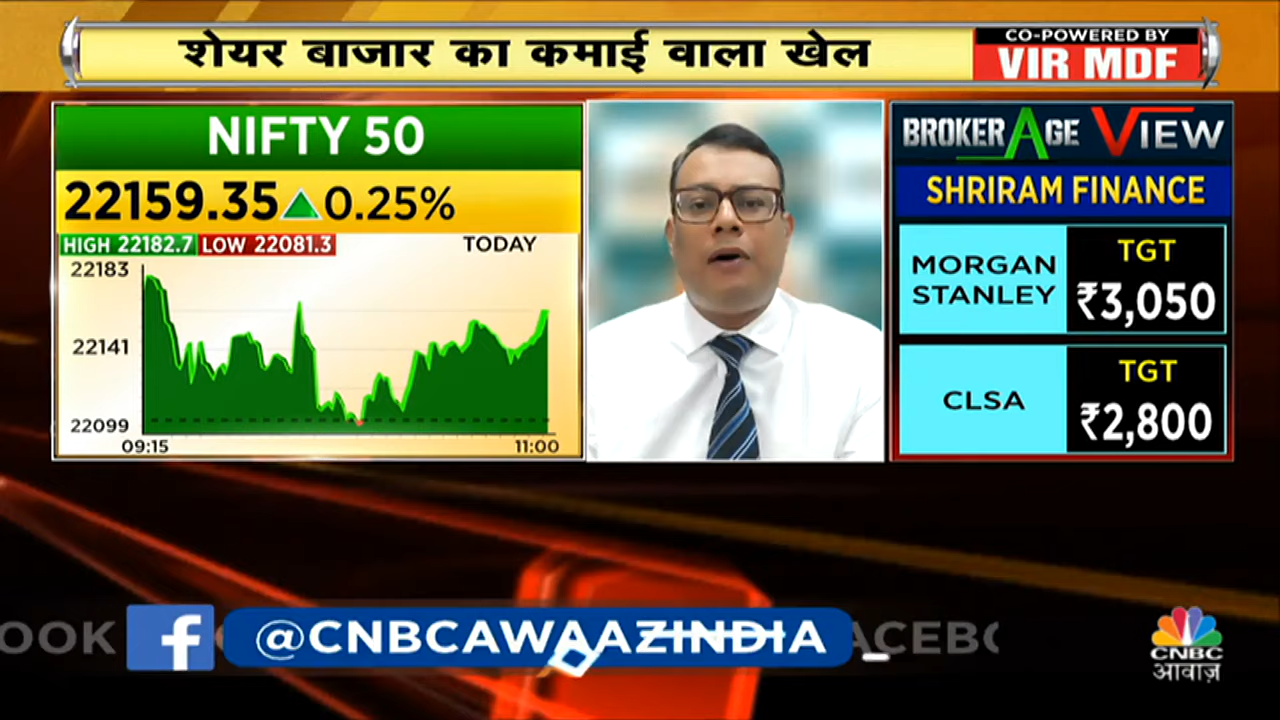 शेयर बाजार का कमाई वाला खेल
CO-POWERED BY
VIR MDF
NIFTY 50
22159.35 0.25%
HIGH 22182.7 LOW 22081.3
TODAY
22183
22141
22099
09:15
11:00
BROKERAGE VIEW
SHRIRAM FINANCE
MORGAN
STANLEY
TGT
₹3,050
CLSA
TGT
₹2,800
@CNBCAWAAZINDIA
CNBC
आवाज़